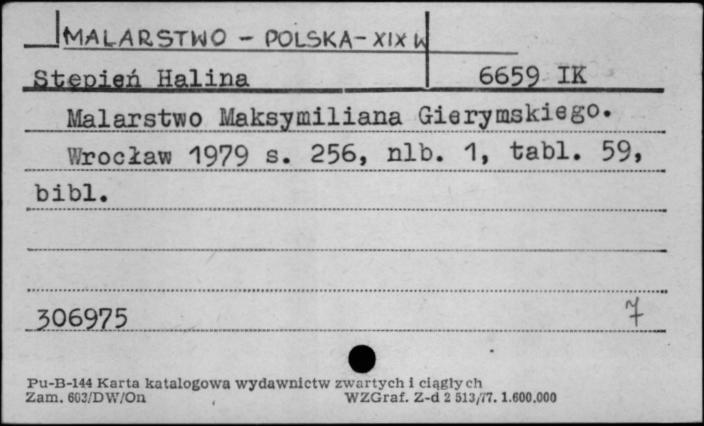 MALARSTWO - POLSKA - XIX W
Stępień Halina 6659 IK
Malarstwo Maksymiliana Gierymskiego.
Wrocław 1979 s. 256, nlb. 1, tabl. 59,
bibl.
306975 7
Pu-B-144 Karta katalogowa wydawnictw zwartych i ciągłych
Zam. 603/DW/On WZGraf. Z-d 2 513/77. 1.600.000